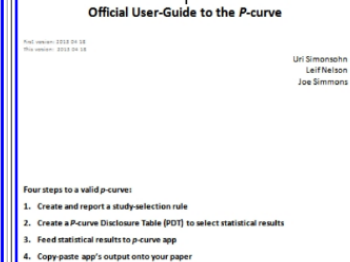 Official User-Guide to the P-curve
First version: 2015 04 18
This version: 2015 04 18
Uri Simonsohn
Leif Nelson
Joe Simmons
Four steps to a valid p-curve:
1. Create and report a study-selection rule
2. Create a P-curve Disclosure Table (PDT) to select statistical results
3. Feed statistical results to p-curve app
4. Copy-paste app's output onto your paper